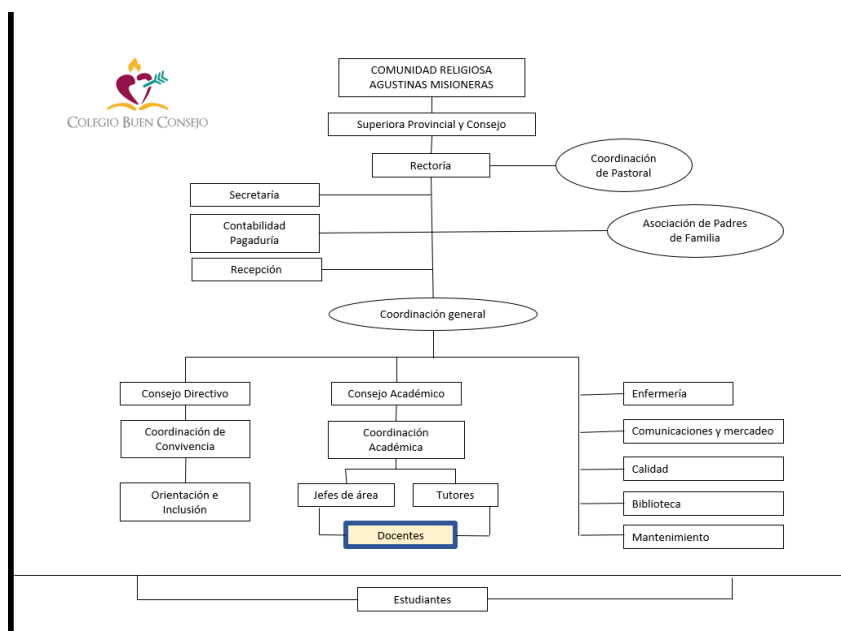 COMUNIDAD RELIGIOSA
AGUSTINAS MISIONERAS
COLEGIO BUEN CONSEJO
Superiora Provincial y Consejo
Rectoría
Coordinación
de Pastoral
Secretaría
Contabilidad
Pagaduría
Asociación de Padres
de Familia
Recepción
Coordinación general
Consejo Directivo
Consejo Académico
Enfermería
Coordinación de
Convivencia
Coordinación
Académica
Comunicaciones y mercadeo
Calidad
Orientación e
Inclusión
Jefes de área
Tutores
Biblioteca
Docentes
Mantenimiento
Estudiantes